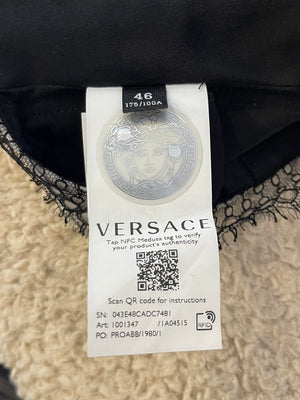 46
175/100A
VERSACE
Tap NFC Medusa tag to verify
your product's authenticity
Scan QR code for instructions
SN: 043E48CADC7481
Art: 1001347 /1A04515
PO: PROABB/1980/1
RFID